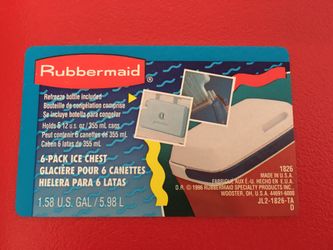 Rubbermaid®
Refreeze bottle included
Bouteille de congélation comprise
Se incluye botella para congelar
Holds 6 12 u.s. oz / 355 mL cans
Peut contenir 6 canettes de 355 mL
Caben 6 latas de 355 mL
6-PACK ICE CHEST
GLACIÈRE POUR 6 CANETTES
HIELERA PARA 6 LATAS
1.58 U.S. GAL / 5.98 L
1826
MADE IN U.S.A.
FABRIQUÉ AUX É.-U. HECHO EN E.U.A.
D.R. © 1996 RUBBERMAID SPECIALTY PRODUCTS INC.
WOOSTER, OH, U.S.A. 44691-6000
JL2-1826-TA
D